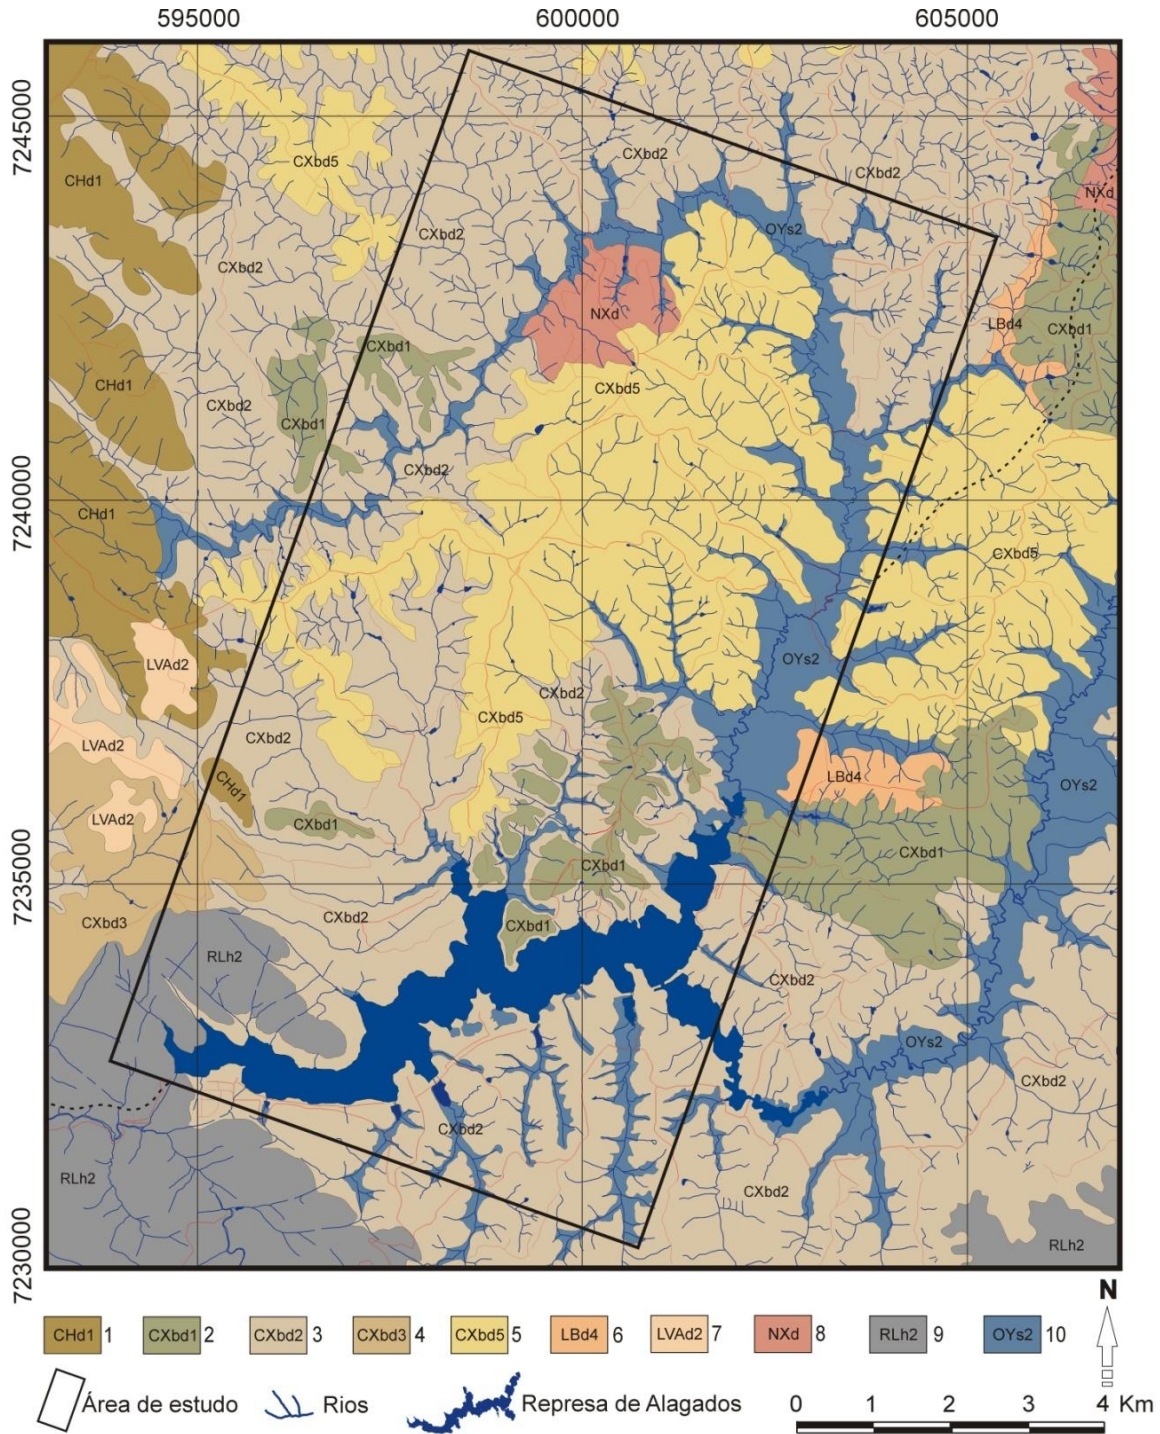 595000 600000 605000
7245000
7240000
7235000
7230000
CXbd5
CHd1
CXbd2
CXbd2
NXd
CXbd2
OYs2
CXbd2
NXd
LBd4
CXbd1
CXbd1
CHd1
CXbd5
CXbd2
CXbd1
CXbd2
CHd1
CXbd5
LVAd2
OYs2
CXbd2
CXbd5
CXbd2
LVAd2
CHd1
LBd4
OYs2
LVAd2
CXbd1
CXbd1
CXbd1
CXbd3
CXbd2
CXbd1
RLh2
CXbd2
OYs2
CXbd2
CXbd2
RLh2
CXbd2
RLh2
N
CHd1 1 CXbd1 2 CXbd2 3 CXbd3 4 CXbd5 5 LBd4 6 LVAd2 7 NXd 8 RLh2 9 OYs2 10
Área de estudo Rios Represa de Alagados
0 1 2 3 4 Km